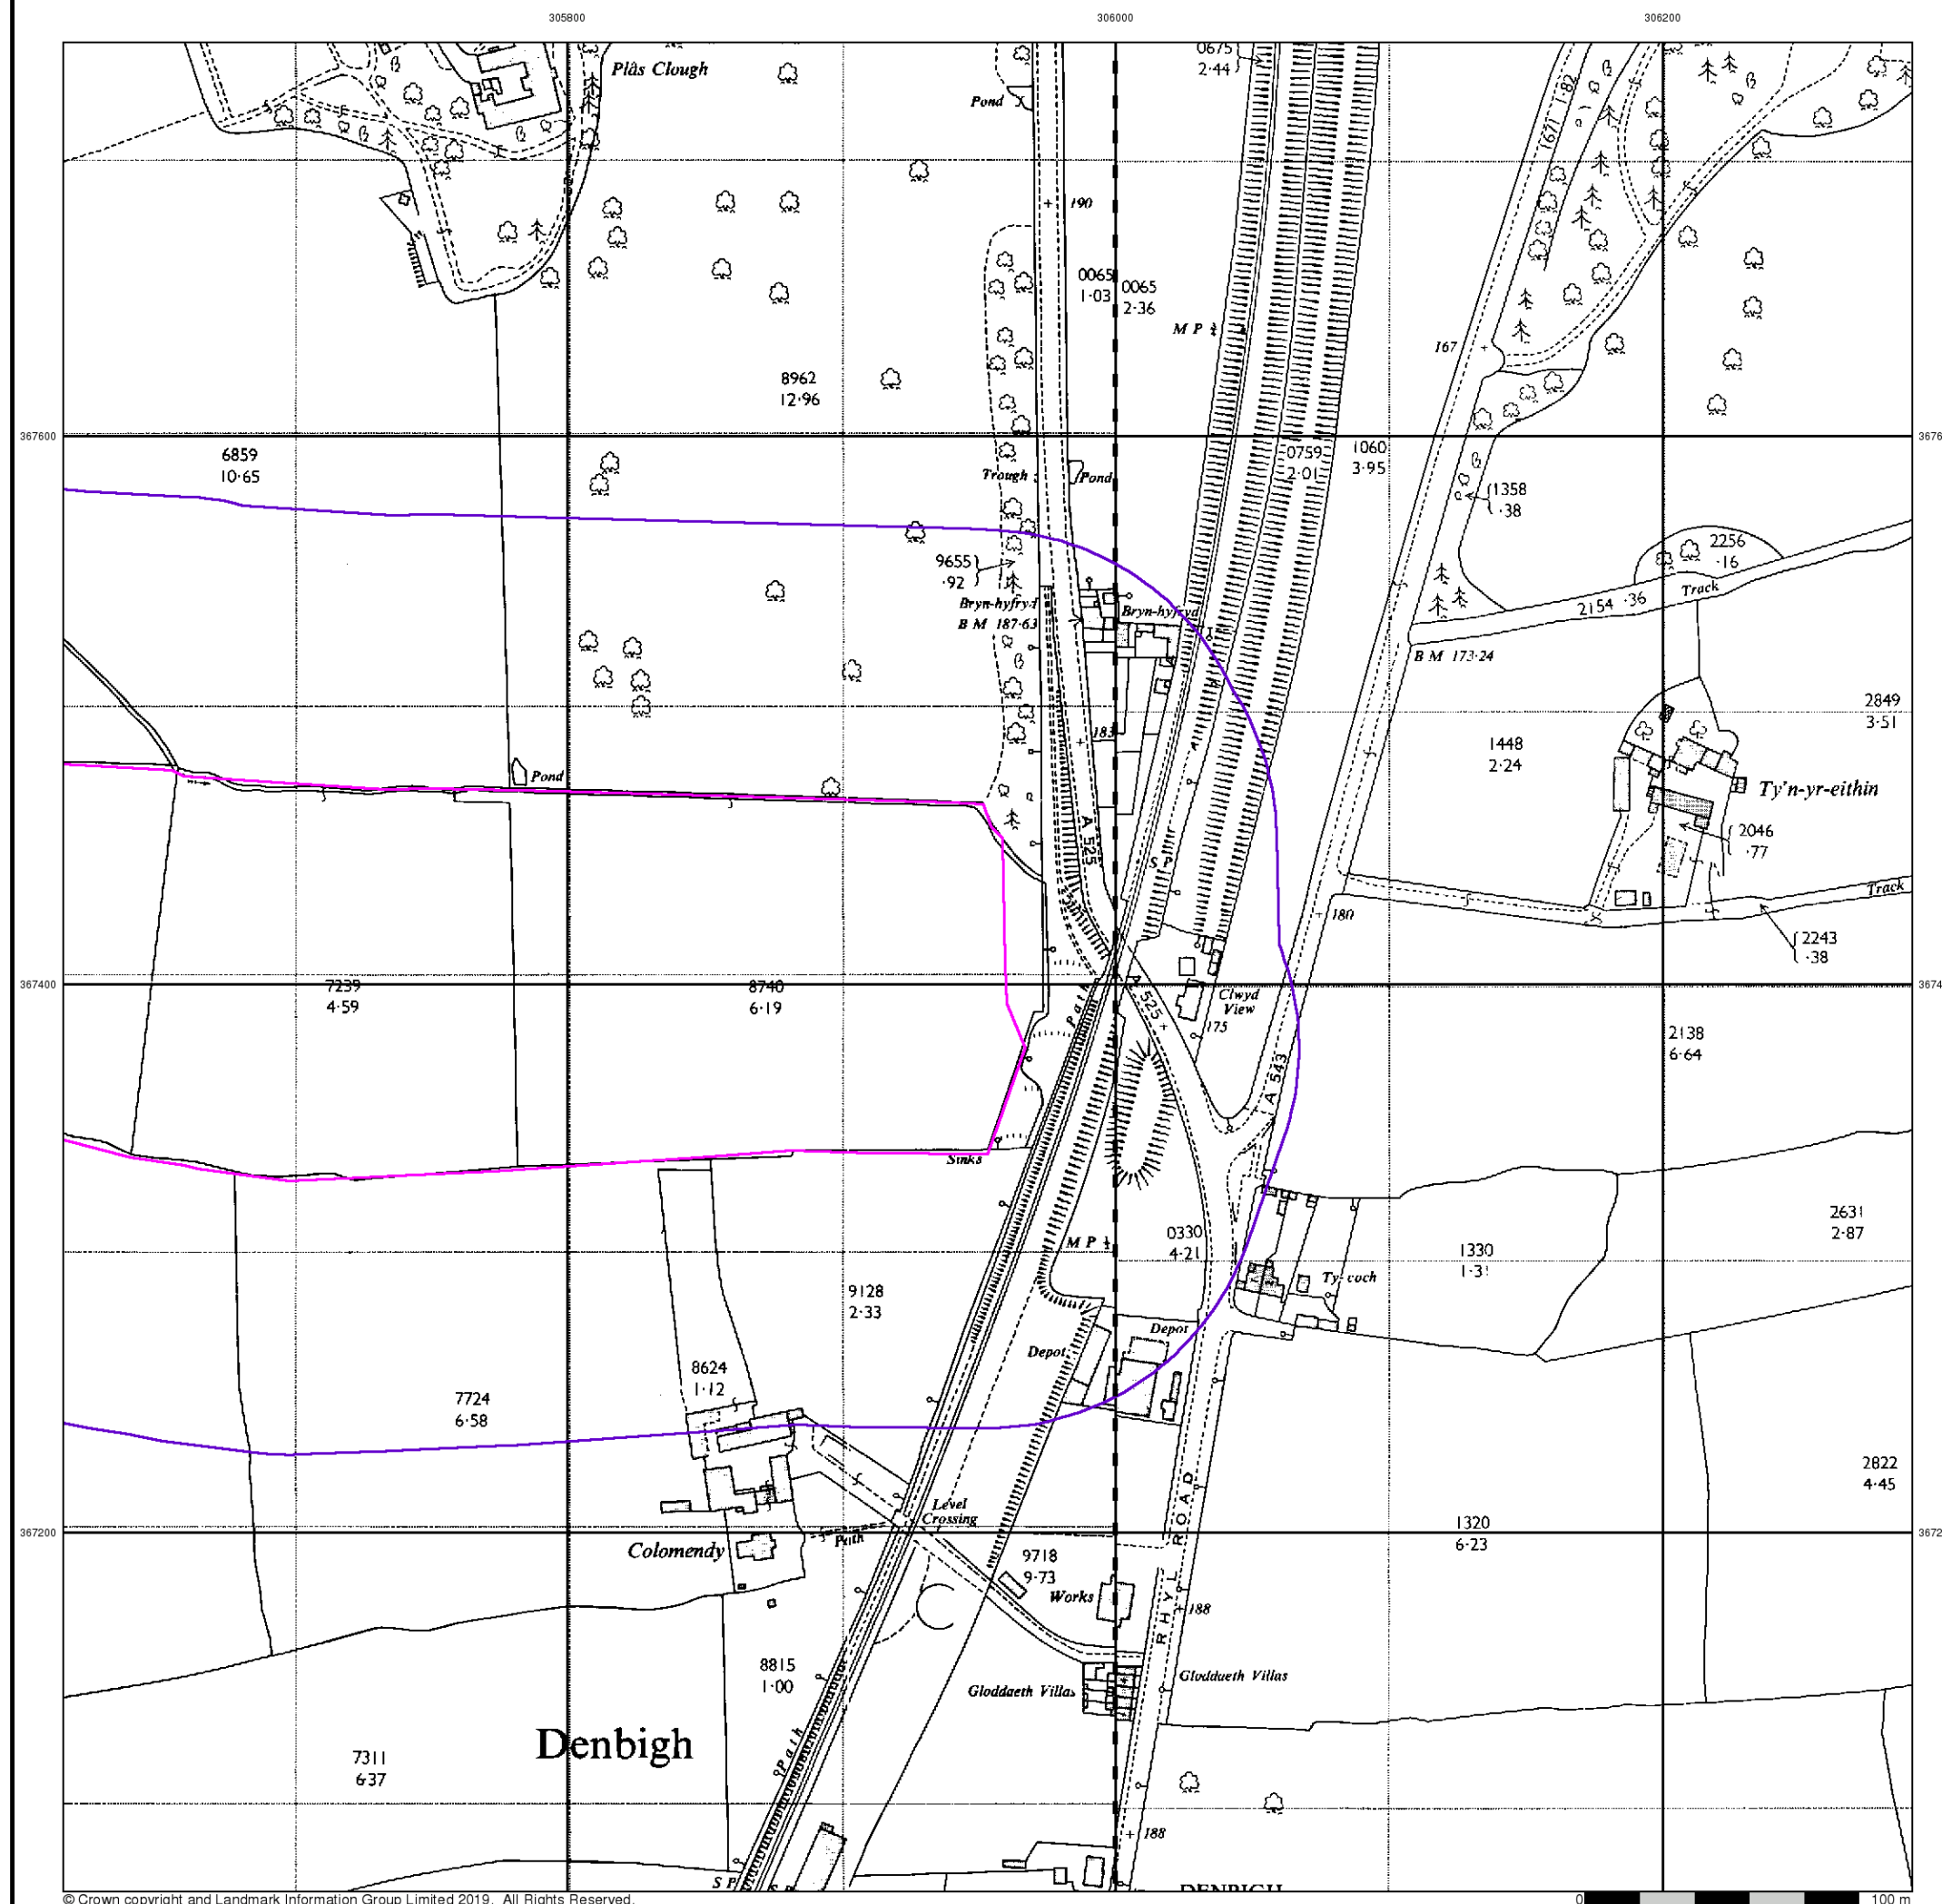 305800
306000
306200
Plâs Clough
Pond
0675
2·44
1671 1·82
190
0065
1·03
0065
2·36
M P
167
8962
12·96
367600
3676
6859
10·65
0759
2·01
1060
3·95
Trough
Pond
1358
·38
9655
·92
2256
·16
Track
2154 ·36
Bryn-hyfryd
B M 187·63
Bryn-hyfryd
B M 173·24
2849
3·51
183
1448
2·24
Pond
Ty'n-yr-eithin
A 525
2046
·77
S P
Track
180
2243
·38
367400
3674
7239
4·59
8740
6·19
Path
A 525
Clwyd
View
175
2138
6·64
A 543
Sinks
2631
2·87
M P
0330
4·21
1330
1·31
Ty-coch
9128
2·33
Depot
Depot
8624
1·12
7724
6·58
2822
4·45
Level
Crossing
367200
3672
1320
6·23
Colomendy
Path
RHYL ROAD
9718
9·73
Works
188
8815
1·00
Gloddaeth Villas
Gloddaeth Villas
Denbigh
Path
7311
6·37
188
S P
S P
DENBIGH
© Crown copyright and Landmark Information Group Limited 2019. All Rights Reserved.
0
100 m